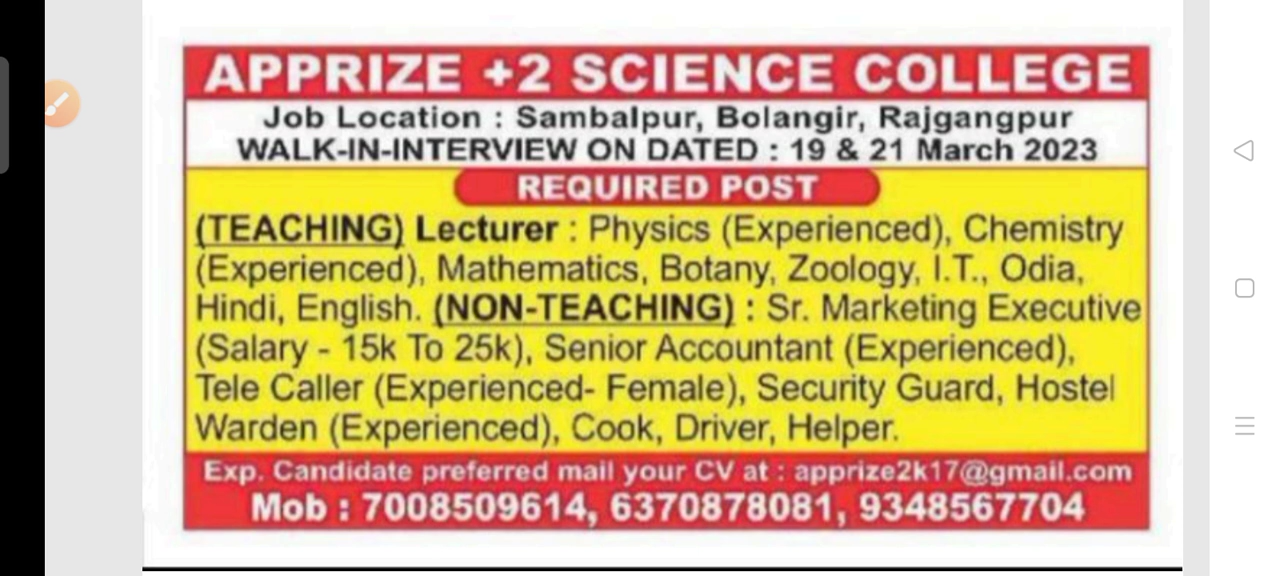 APPRIZE +2 SCIENCE COLLEGE
Job Location : Sambalpur, Bolangir, Rajgangpur
WALK-IN-INTERVIEW ON DATED : 19 & 21 March 2023
REQUIRED POST
(TEACHING) Lecturer : Physics (Experienced), Chemistry
(Experienced), Mathematics, Botany, Zoology, I.T., Odia,
Hindi, English. (NON-TEACHING) : Sr. Marketing Executive
(Salary - 15k To 25k), Senior Accountant (Experienced),
Tele Caller (Experienced- Female), Security Guard, Hostel
Warden (Experienced), Cook, Driver, Helper.
Exp. Candidate preferred mail your CV at : apprize2k17@gmail.com
Mob : 7008509614, 6370878081, 9348567704